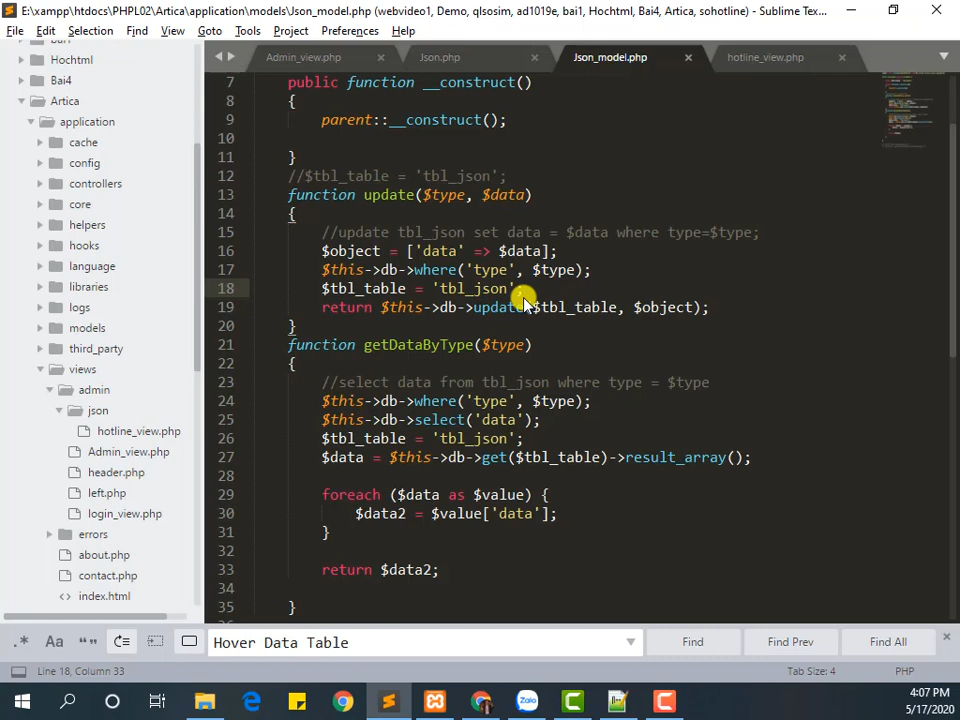 E:\xampp\htdocs\PHPL02\Artica\application\models\Json_model.php (webvideo1, Demo, qlsosim, ad1019e, bai1, Hochtml, Bai4, Artica, sohotline) - Sublime Tex...
File Edit Selection Find View Goto Tools Project Preferences Help
Admin_view.php Json.php Json_model.php hotline_view.php
Hochtml
Bai4
Artica
application
cache
config
controllers
core
helpers
hooks
language
libraries
logs
models
third_party
views
admin
json
hotline_view.php
Admin_view.php
header.php
left.php
login_view.php
errors
about.php
contact.php
index.html
7 public function __construct()
8 {
9 parent::__construct();
10
11 }
12 //$tbl_table = 'tbl_json';
13 function update($type, $data)
14 {
15 //update tbl_json set data = $data where type=$type;
16 $object = ['data' => $data];
17 $this->db->where('type', $type);
18 $tbl_table = 'tbl_json';
19 return $this->db->update($tbl_table, $object);
20 }
21 function getDataByType($type)
22 {
23 //select data from tbl_json where type = $type
24 $this->db->where('type', $type);
25 $this->db->select('data');
26 $tbl_table = 'tbl_json';
27 $data = $this->db->get($tbl_table)->result_array();
28
29 foreach ($data as $value) {
30 $data2 = $value['data'];
31 }
32
33 return $data2;
34
35 }
.* Aa “” Hover Data Table Find Find Prev Find All
Line 18, Column 33 Tab Size: 4 PHP
Zalo
4:07 PM
5/17/2020